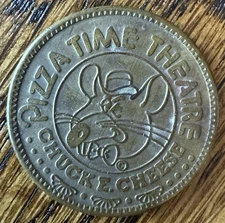 PIZZA TIME THEATRE
CHUCK E. CHEESE